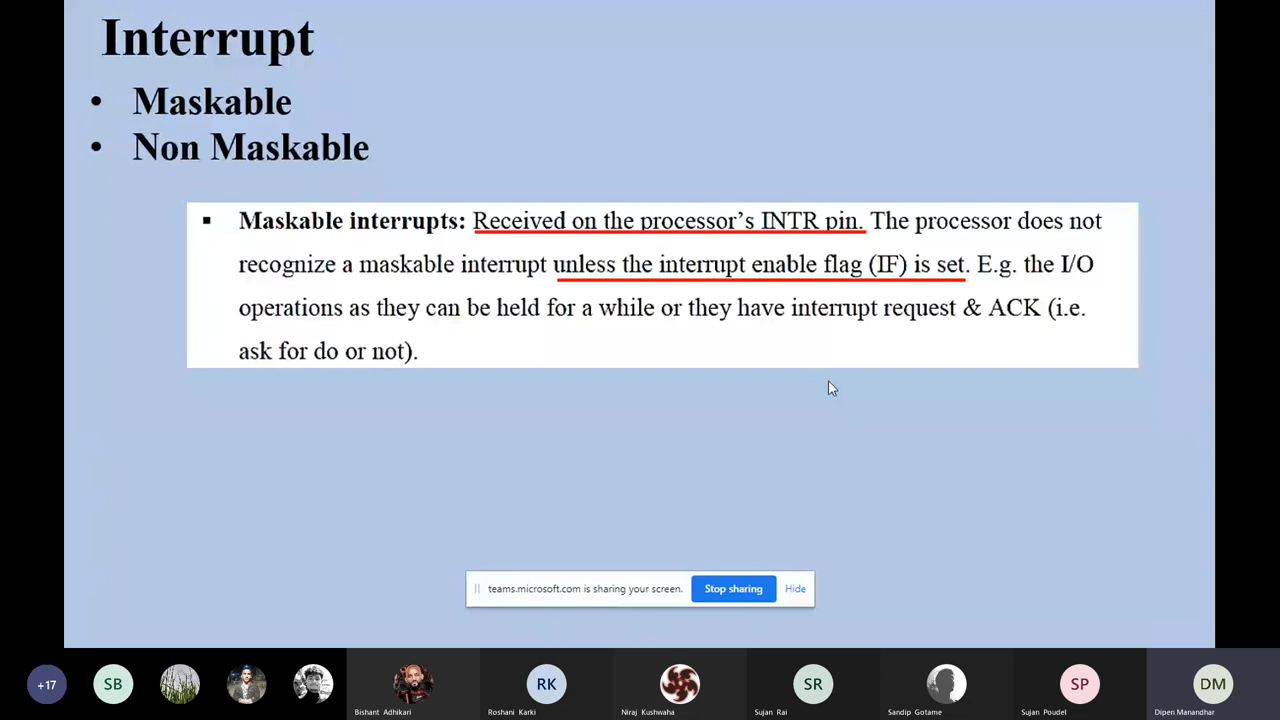 Interrupt
• Maskable
• Non Maskable
▪ Maskable interrupts: Received on the processor's INTR pin. The processor does not
recognize a maskable interrupt unless the interrupt enable flag (IF) is set. E.g. the I/O
operations as they can be held for a while or they have interrupt request & ACK (i.e.
ask for do or not).
teams.microsoft.com is sharing your screen. Stop sharing Hide
+17 SB RK SR SP DM
Bishant Adhikari Roshani Karki Niraj Kushwaha Sujan Rai Sandip Gotame Sujan Poudel Dipen Manandhar